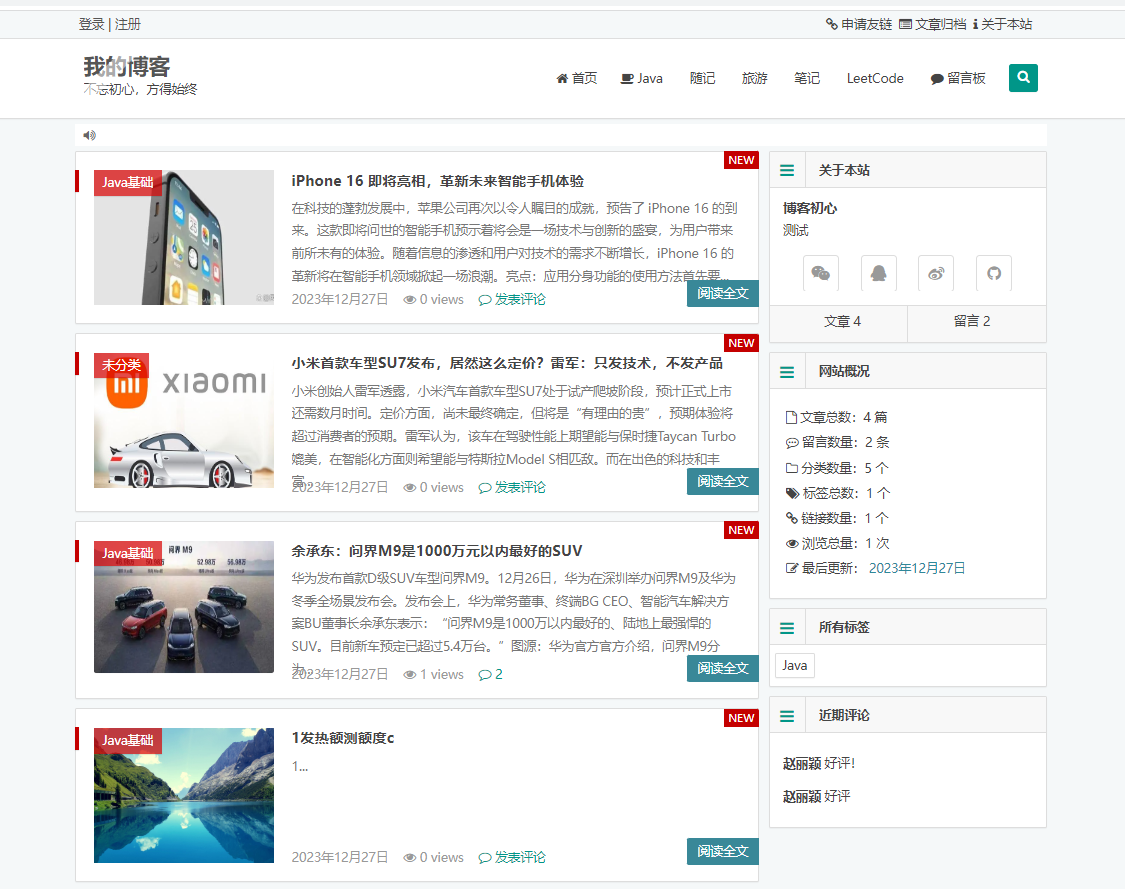 登录 | 注册
申请友链 文章归档 关于本站
我的博客
不忘初心，方得始终
首页 Java 随记 旅游 笔记 LeetCode 留言板
NEW
Java基础
iPhone 16 即将亮相，革新未来智能手机体验
在科技的蓬勃发展中，苹果公司再次以令人瞩目的成就，预告了 iPhone 16 的到
来。这款即将问世的智能手机预示着将会是一场技术与创新的盛宴，为用户带来
前所未有的体验。随着信息的渗透和用户对技术的需求不断增长，iPhone 16 的
革新将在智能手机领域掀起一场浪潮。亮点：应用分身功能的使用方法首先要...
2023年12月27日 0 views 发表评论
阅读全文
NEW
未分类
xiaomi
小米首款车型SU7发布，居然这么定价？雷军：只发技术，不发产品
小米创始人雷军透露，小米汽车首款车型SU7处于试产爬坡阶段，预计正式上市
还需数月时间。定价方面，尚未最终确定，但将是“有理由的贵”，预期体验将
超过消费者的预期。雷军认为，该车在驾驶性能上期望能与保时捷Taycan Turbo
媲美，在智能化方面则希望能与特斯拉Model S相匹敌。而在出色的科技和丰
富...
2023年12月27日 0 views 发表评论
阅读全文
NEW
Java基础
问界 M9
52.98万 56.98万
余承东：问界M9是1000万元以内最好的SUV
华为发布首款D级SUV车型问界M9。12月26日，华为在深圳举办问界M9及华为
冬季全场景发布会。发布会上，华为常务董事、终端BG CEO、智能汽车解决方
案BU董事长余承东表示：“问界M9是1000万以内最好的、陆地上最强悍的
SUV。目前新车预定已超过5.4万台。”图源：华为官方官方介绍，问界M9分
为...
2023年12月27日 1 views 2
阅读全文
NEW
Java基础
1发热额测额度c
1...
2023年12月27日 0 views 发表评论
阅读全文
关于本站
博客初心
测试
文章 4 留言 2
网站概况
文章总数：4 篇
留言数量：2 条
分类数量：5 个
标签总数：1 个
链接数量：1 个
浏览总量：1 次
最后更新： 2023年12月27日
所有标签
Java
近期评论
赵丽颖 好评!
赵丽颖 好评